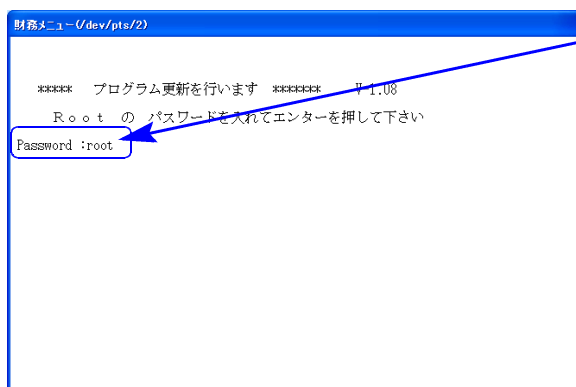 財務メニュー(/dev/pts/2)
***** プログラム更新を行います ******* V-1.08
Ｒｏｏｔ の パスワードを入れてエンターを押して下さい
Password :root